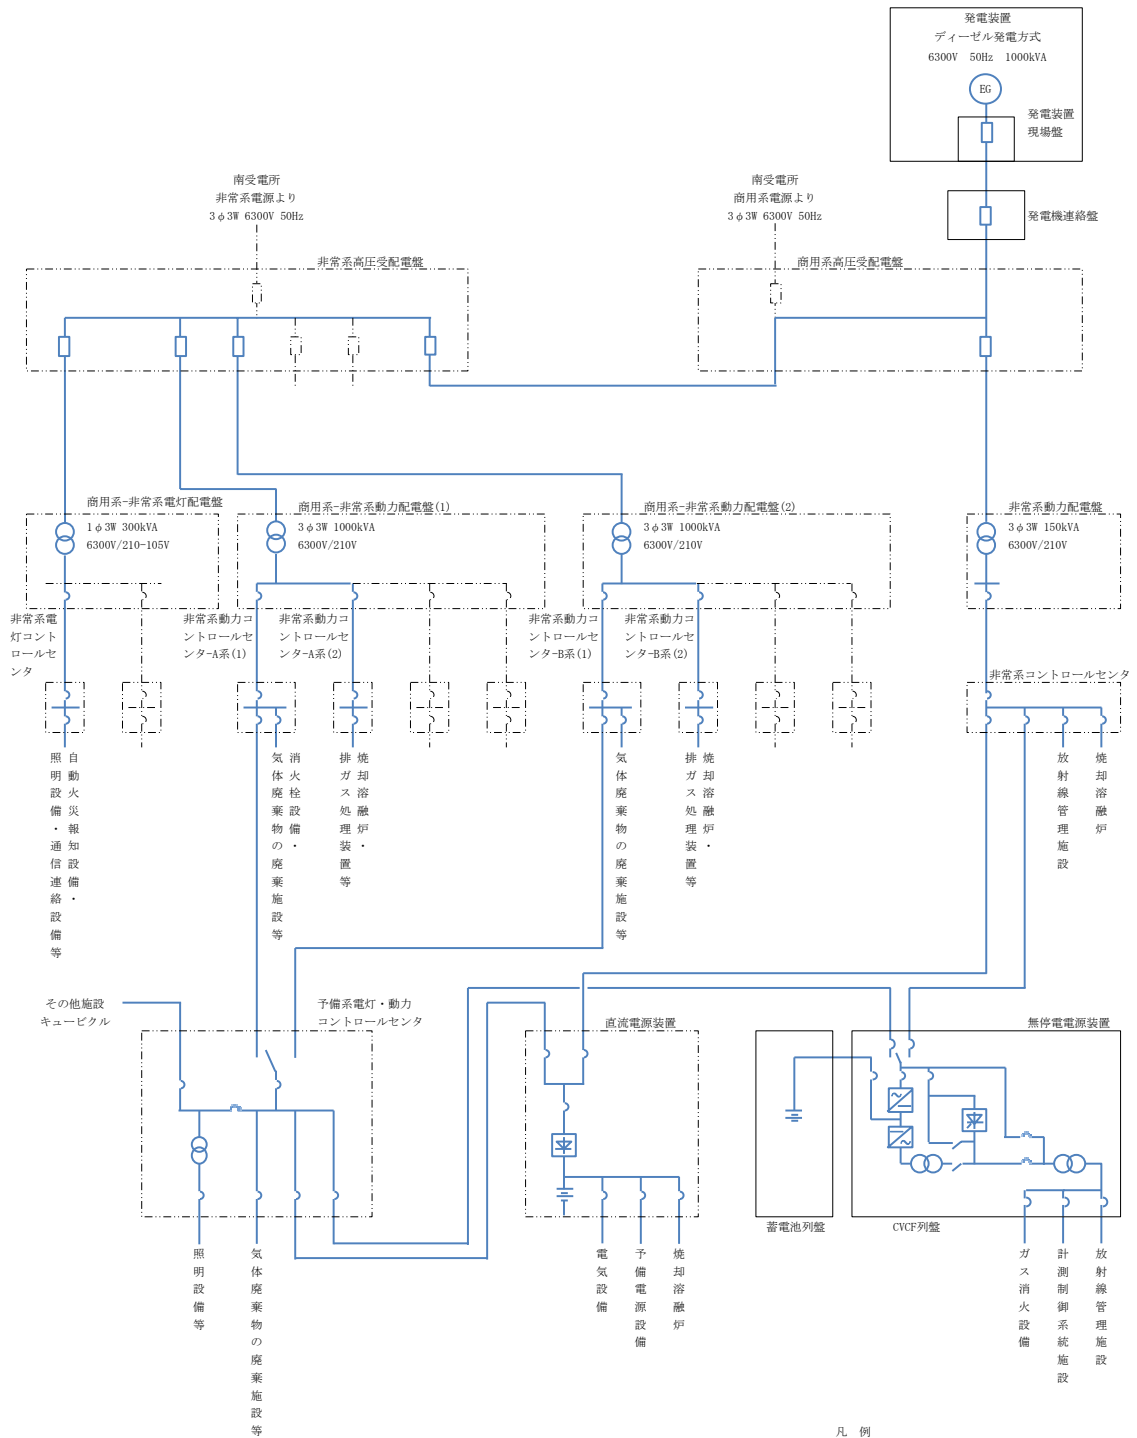 発電装置
ディーゼル発電方式
6300V 50Hz 1000kVA
EG
発電装置
現場盤
発電機連絡盤
南受電所
非常系電源より
3φ3W 6300V 50Hz
南受電所
商用系電源より
3φ3W 6300V 50Hz
非常系高圧受配電盤
商用系高圧受配電盤
商用系-非常系電灯配電盤
1φ3W 300kVA
6300V/210-105V
商用系-非常系動力配電盤(1)
3φ3W 1000kVA
6300V/210V
商用系-非常系動力配電盤(2)
3φ3W 1000kVA
6300V/210V
非常系動力配電盤
3φ3W 150kVA
6300V/210V
非常系電
灯コント
ロールセ
ンタ
非常系動力コ
ントロールセ
ンタ-A系(1)
非常系動力コ
ントロールセ
ンタ-A系(2)
非常系動力コ
ントロールセ
ンタ-B系(1)
非常系動力コ
ントロールセ
ンタ-B系(2)
非常系コントロールセンタ
自動火災報知設備・
照明設備・通信連絡設備等
消火栓設備・
気体廃棄物の廃棄施設等
焼却溶融炉・
排ガス処理装置等
気体廃棄物の廃棄施設等
焼却溶融炉・
排ガス処理装置等
放射線管理施設
焼却溶融炉
その他施設
キュービクル
予備系電灯・動力
コントロールセンタ
直流電源装置
無停電電源装置
蓄電池列盤
CVCF列盤
照明設備等
気体廃棄物の廃棄施設等
電気設備
予備電源設備
焼却溶融炉
ガス消火設備
計測制御系統施設
放射線管理施設
凡 例